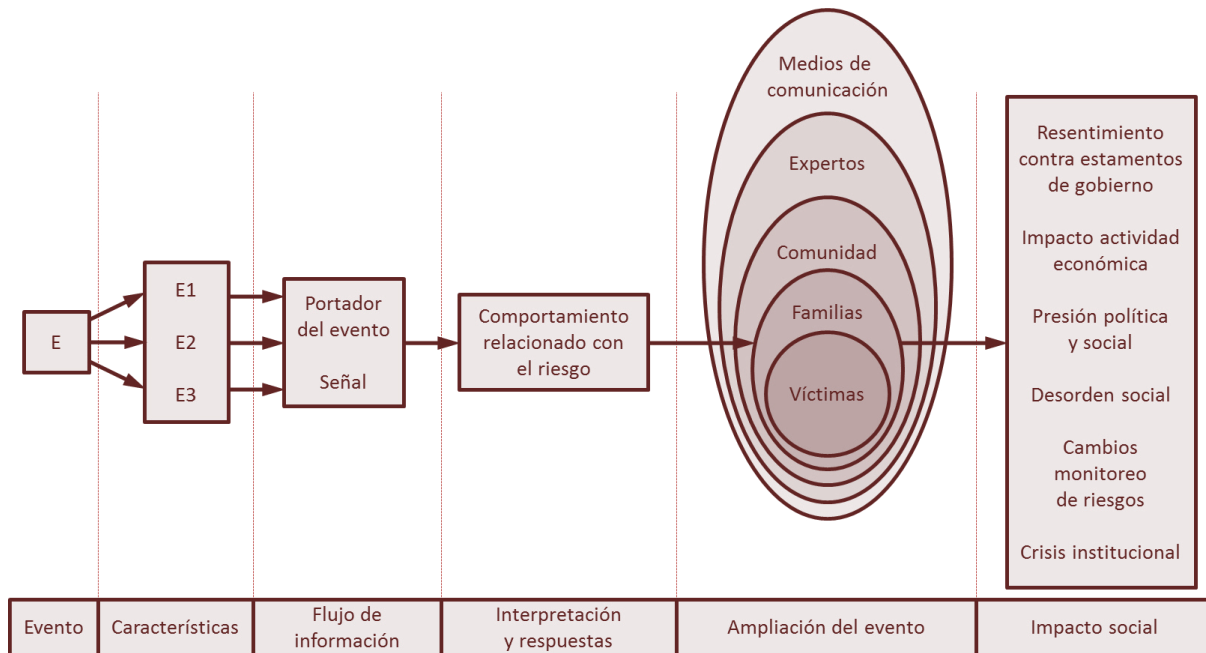 E
E1
E2
E3
Portador
del evento
Señal
Comportamiento
relacionado con
el riesgo
Medios de
comunicación
Expertos
Comunidad
Familias
Víctimas
Resentimiento
contra estamentos
de gobierno
Impacto actividad
económica
Presión política
y social
Desorden social
Cambios
monitoreo
de riesgos
Crisis institucional
Evento
Características
Flujo de
información
Interpretación
y respuestas
Ampliación del evento
Impacto social